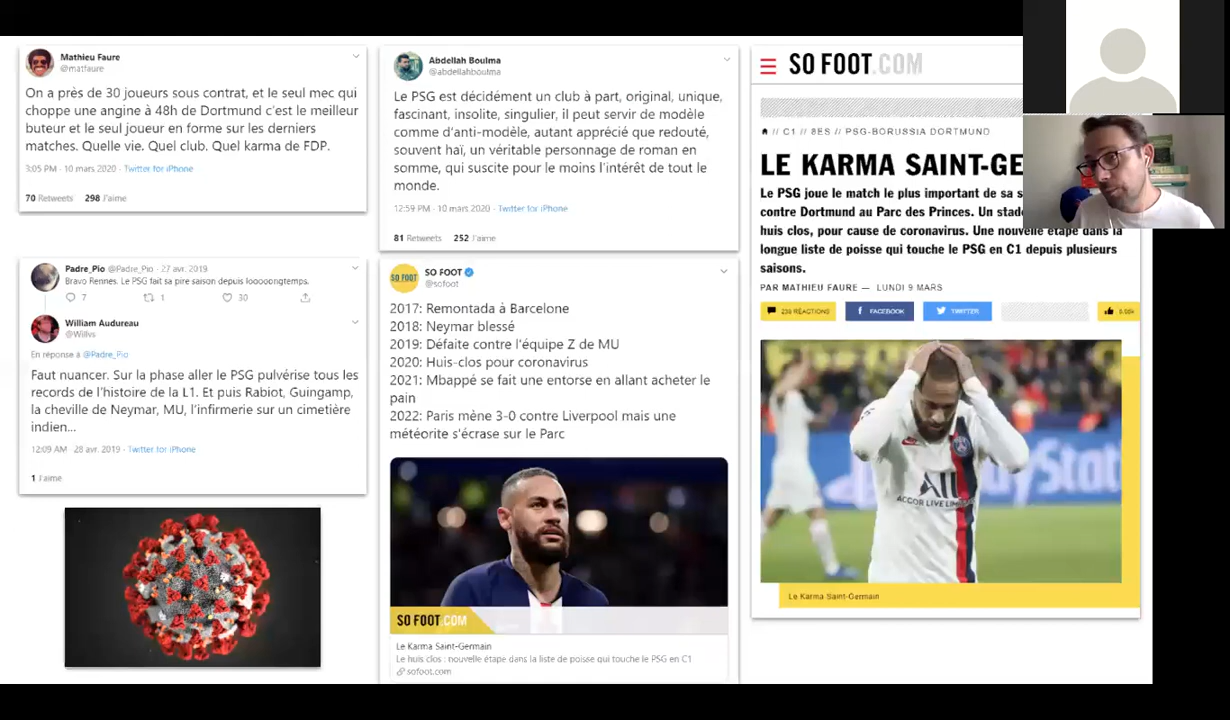 Mathieu Faure
@matfaure
On a près de 30 joueurs sous contrat, et le seul mec qui
choppe une angine à 48h de Dortmund c'est le meilleur
buteur et le seul joueur en forme sur les derniers
matches. Quelle vie. Quel club. Quel karma de FDP.
3:05 PM · 10 mars 2020 · Twitter for iPhone
70 Retweets 298 J'aime
Padre_Pio @Padre_Pio · 27 avr. 2019
Bravo Rennes. Le PSG fait sa pire saison depuis looooongtemps.
7 1 30
William Audureau
@Willvs
En réponse à @Padre_Pio
Faut nuancer. Sur la phase aller le PSG pulvérise tous les
records de l'histoire de la L1. Et puis Rabiot, Guingamp,
la cheville de Neymar, MU, l'infirmerie sur un cimetière
indien...
12:09 AM · 28 avr. 2019 · Twitter for iPhone
1 J'aime
Abdellah Boulma
@abdellahboulma
Le PSG est décidément un club à part, original, unique,
fascinant, insolite, singulier, il peut servir de modèle
comme d'anti-modèle, autant apprécié que redouté,
souvent haï, un véritable personnage de roman en
somme, qui suscite pour le moins l'intérêt de tout le
monde.
12:59 PM · 10 mars 2020 · Twitter for iPhone
81 Retweets 252 J'aime
SO FOOT
SO FOOT
@sofoot
2017: Remontada à Barcelone
2018: Neymar blessé
2019: Défaite contre l'équipe Z de MU
2020: Huis-clos pour coronavirus
2021: Mbappé se fait une entorse en allant acheter le
pain
2022: Paris mène 3-0 contre Liverpool mais une
météorite s'écrase sur le Parc
SO FOOT.COM
Le Karma Saint-Germain
Le huis clos : nouvelle étape dans la liste de poisse qui touche le PSG en C1
sofoot.com
SO FOOT.COM
// C1 // 8ES // PSG-BORUSSIA DORTMUND
LE KARMA SAINT-GE
Le PSG joue le match le plus important de sa s
contre Dortmund au Parc des Princes. Un stad
huis clos, pour cause de coronavirus. Une nouvelle étape dans la
longue liste de poisse qui touche le PSG en C1 depuis plusieurs
saisons.
PAR MATHIEU FAURE — LUNDI 9 MARS
RÉACTIONS FACEBOOK TWITTER
PlayStat
ALL
ACCOR LIVE LIM
Le Karma Saint-Germain